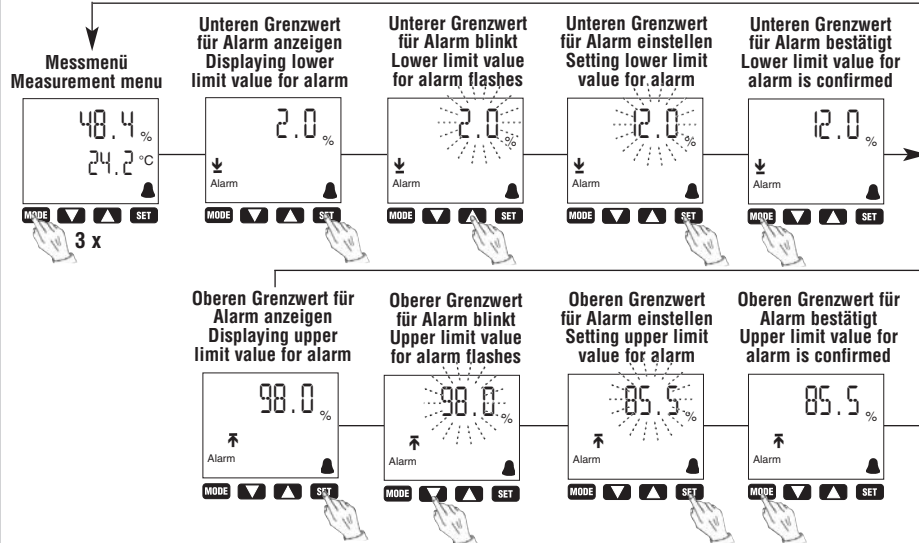 Messmenü
Measurement menu
48.4 %
24.2 °C
MODE SET
3 x
Unteren Grenzwert
für Alarm anzeigen
Displaying lower
limit value for alarm
2.0 %
Alarm
MODE SET
Unterer Grenzwert
für Alarm blinkt
Lower limit value
for alarm flashes
2.0 %
Alarm
MODE SET
Unteren Grenzwert
für Alarm einstellen
Setting lower limit
value for alarm
12.0 %
Alarm
MODE SET
Unteren Grenzwert
für Alarm bestätigt
Lower limit value for
alarm is confirmed
12.0 %
Alarm
MODE SET
Oberen Grenzwert für
Alarm anzeigen
Displaying upper
limit value for alarm
98.0 %
Alarm
MODE SET
Oberer Grenzwert
für Alarm blinkt
Upper limit value
for alarm flashes
98.0 %
Alarm
MODE SET
Oberen Grenzwert
für Alarm einstellen
Setting upper limit
value for alarm
85.5 %
Alarm
MODE SET
Oberen Grenzwert für
Alarm bestätigt
Upper limit value for
alarm is confirmed
85.5 %
Alarm
MODE SET